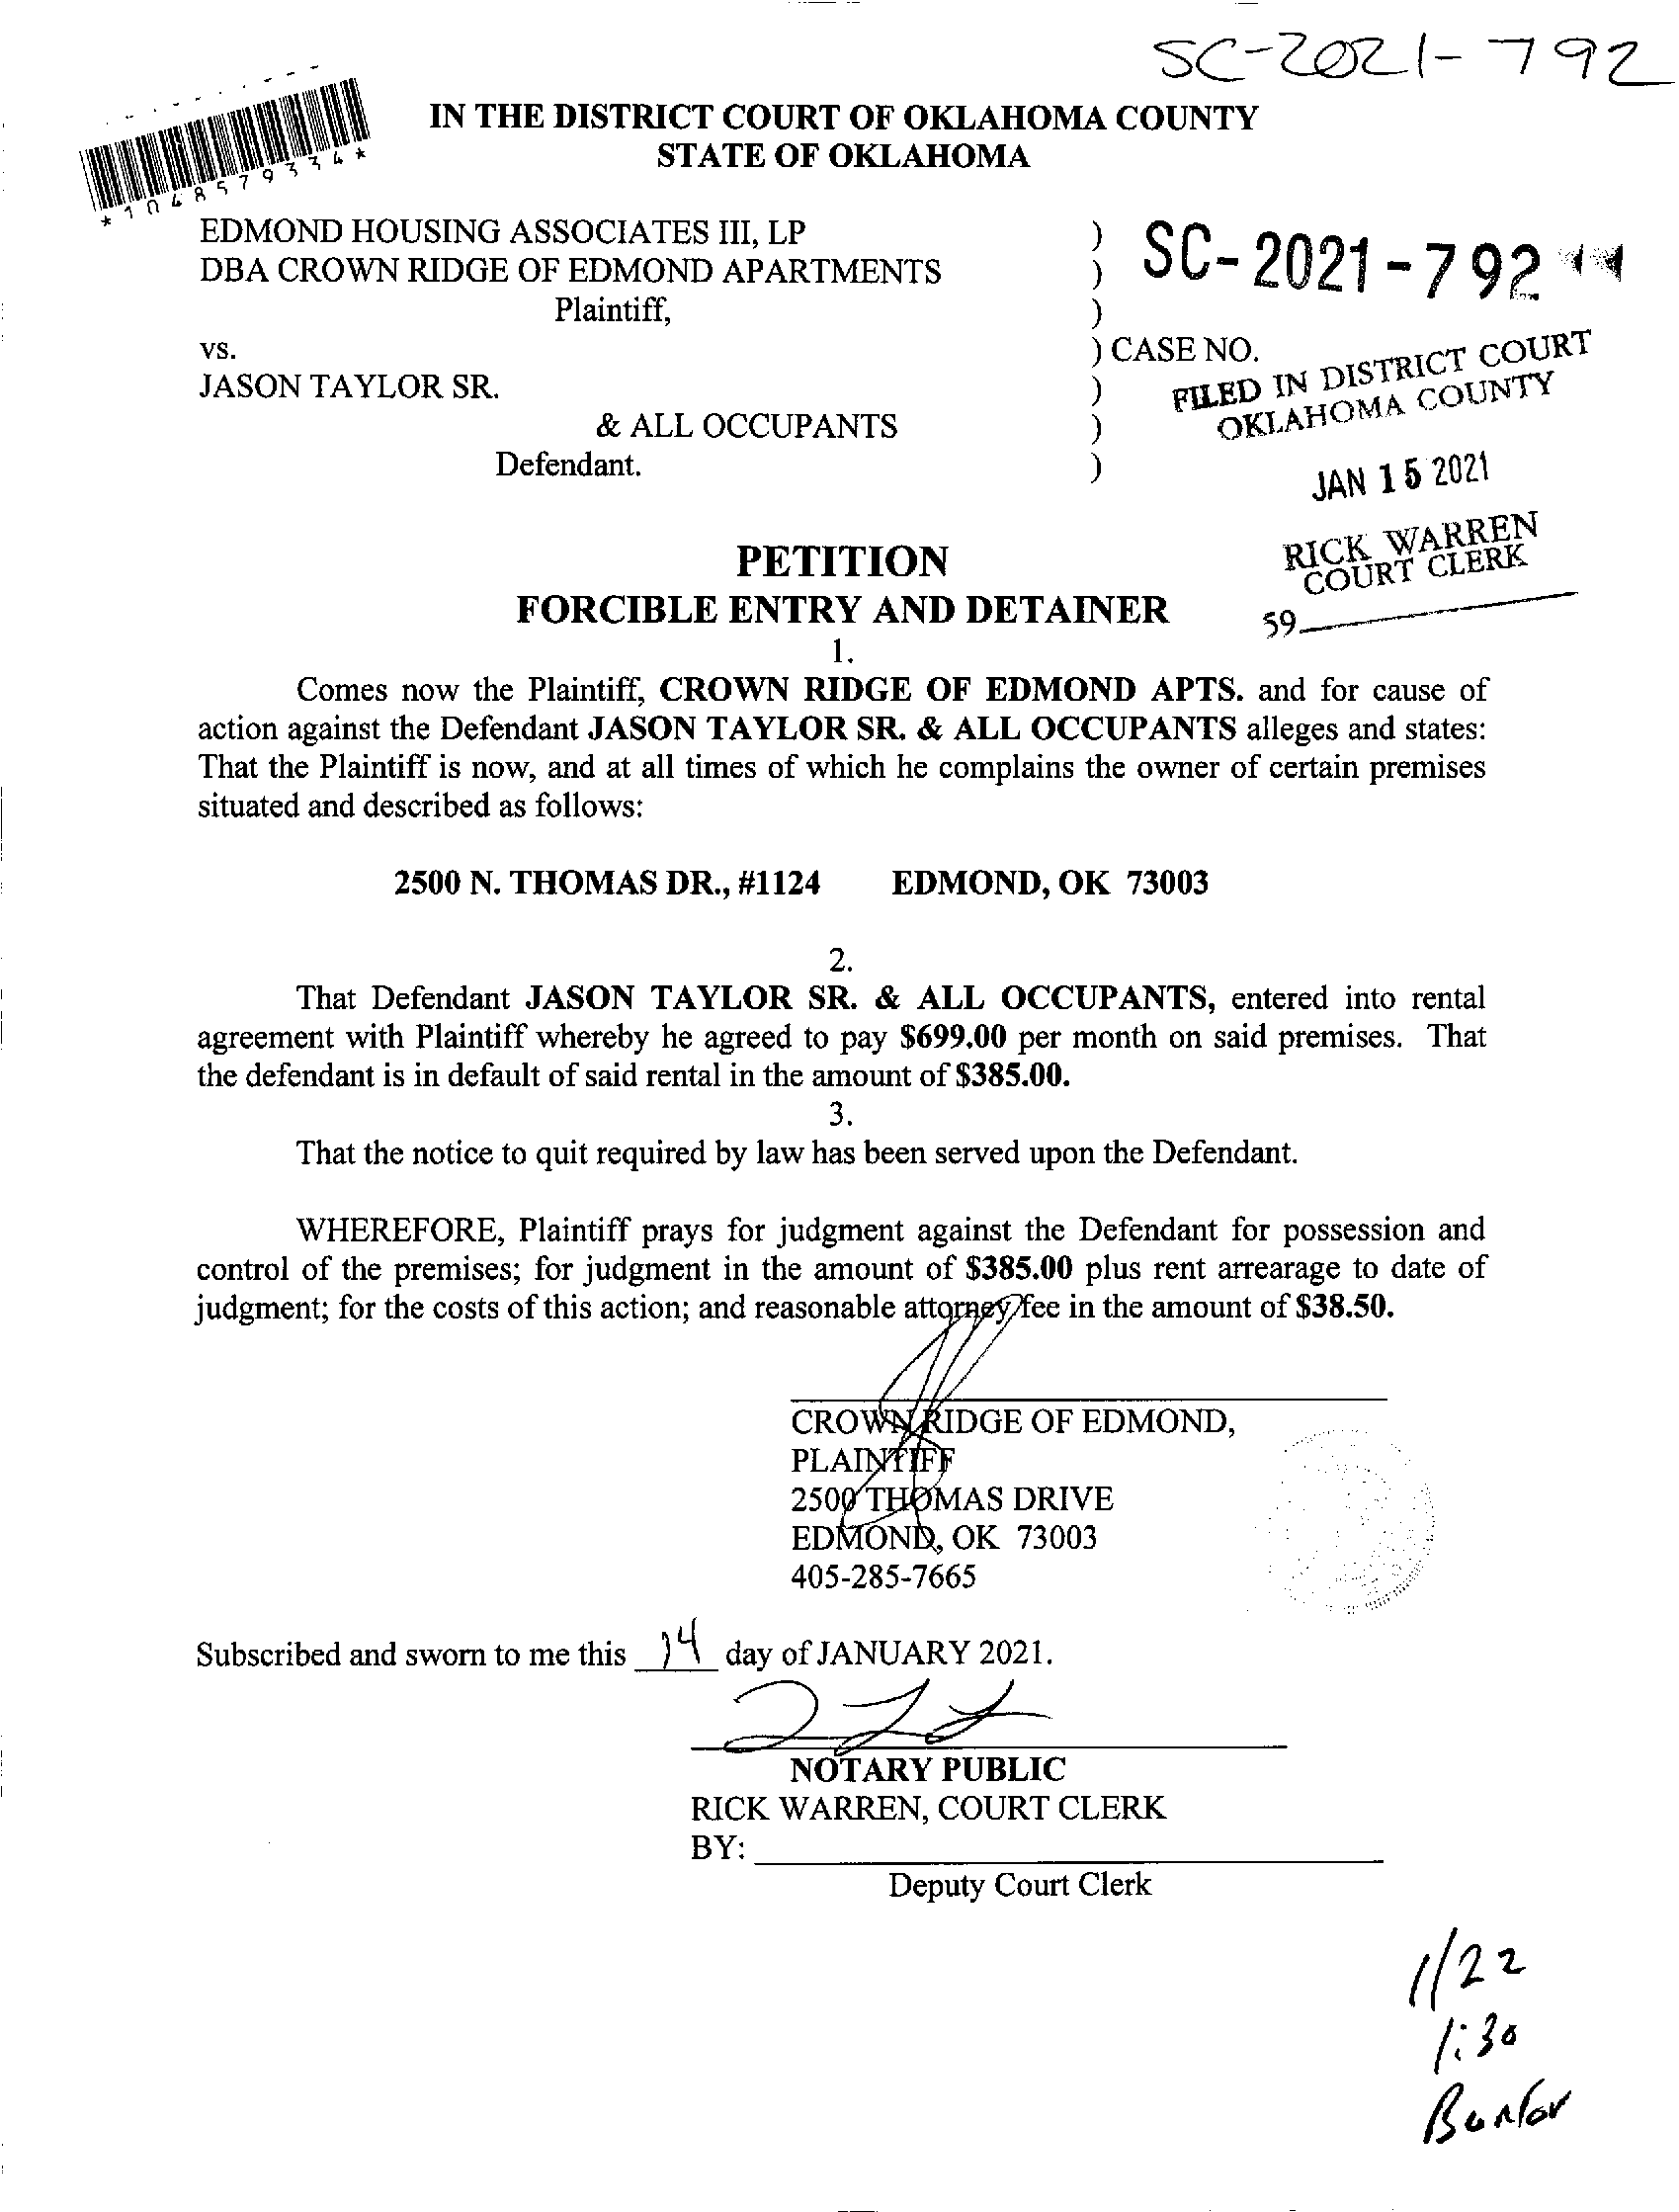 SC-2021-792
*1048579334*
IN THE DISTRICT COURT OF OKLAHOMA COUNTY
STATE OF OKLAHOMA
EDMOND HOUSING ASSOCIATES III, LP )
DBA CROWN RIDGE OF EDMOND APARTMENTS )
Plaintiff, )
SC-2021-792
vs. ) CASE NO.
JASON TAYLOR SR. )
& ALL OCCUPANTS )
Defendant. )
FILED IN DISTRICT COURT
OKLAHOMA COUNTY
JAN 15 2021
RICK WARREN
COURT CLERK
59
PETITION
FORCIBLE ENTRY AND DETAINER
1.
Comes now the Plaintiff, CROWN RIDGE OF EDMOND APTS. and for cause of
action against the Defendant JASON TAYLOR SR. & ALL OCCUPANTS alleges and states:
That the Plaintiff is now, and at all times of which he complains the owner of certain premises
situated and described as follows:
2500 N. THOMAS DR., #1124 EDMOND, OK 73003
2.
That Defendant JASON TAYLOR SR. & ALL OCCUPANTS, entered into rental
agreement with Plaintiff whereby he agreed to pay $699.00 per month on said premises. That
the defendant is in default of said rental in the amount of $385.00.
3.
That the notice to quit required by law has been served upon the Defendant.
WHEREFORE, Plaintiff prays for judgment against the Defendant for possession and
control of the premises; for judgment in the amount of $385.00 plus rent arrearage to date of
judgment; for the costs of this action; and reasonable attorney fee in the amount of $38.50.
CROWN RIDGE OF EDMOND,
PLAINTIFF
2500 THOMAS DRIVE
EDMOND, OK 73003
405-285-7665
Subscribed and sworn to me this 14 day of JANUARY 2021.
NOTARY PUBLIC
RICK WARREN, COURT CLERK
BY:
Deputy Court Clerk
1/22
1:30